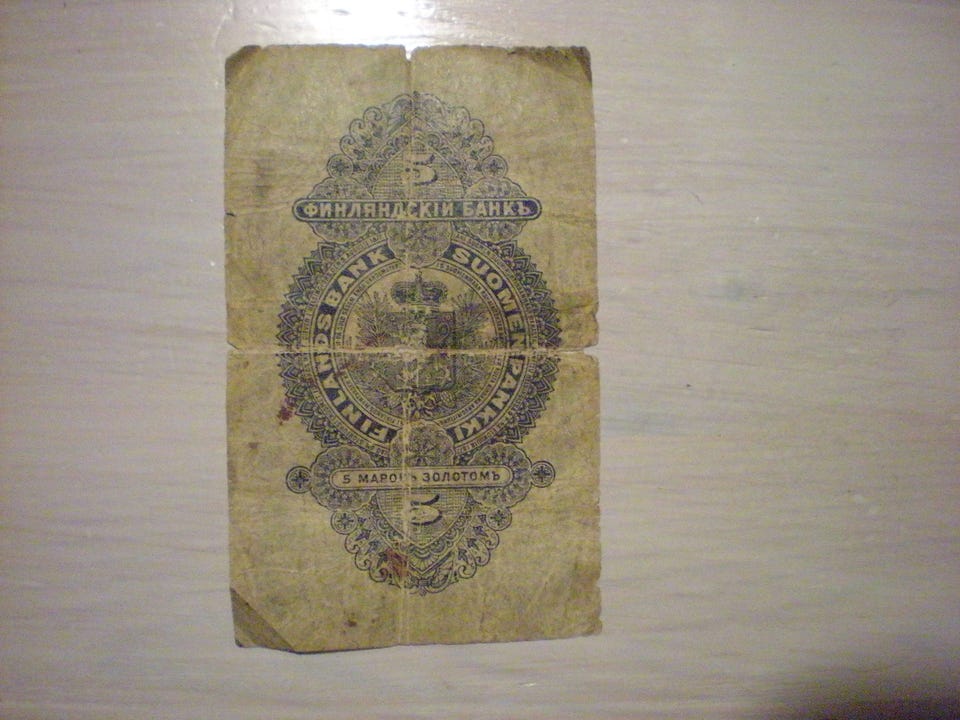 5
ФИНЛЯНДСКІЙ БАНКЪ
FINLANDS BANK
SUOMEN PANKKI
5 МАРОКЪ ЗОЛОТОМЪ
5